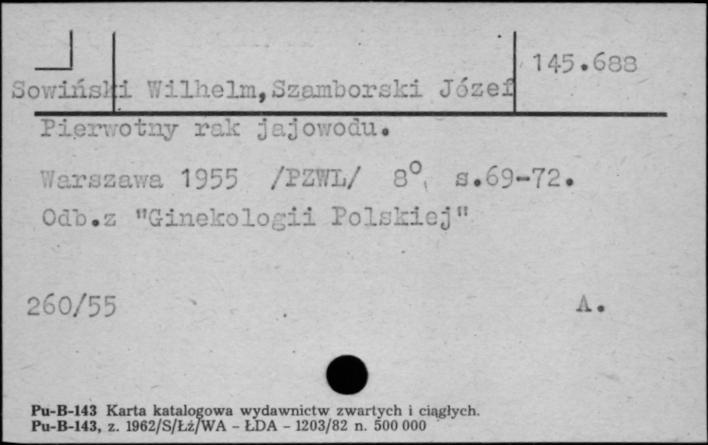 145.688
Sowiński Wilhelm,Szamborski Józef
Pierwotny rak jajowodu.
Warszawa 1955 /PZWL/ 8°, s.69-72.
Odb.z "Ginekologii Polskiej"
260/55 A.
Pu-B-143 Karta katalogowa wydawnictw zwartych i ciągłych.
Pu-B-143, z. 1962/S/Łż/WA - ŁDA - 1203/82 n. 500 000